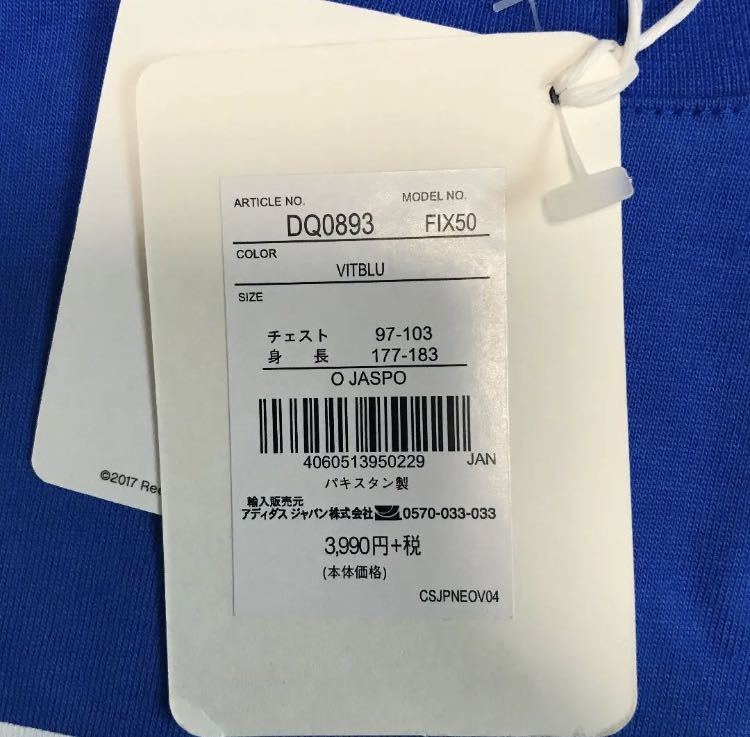 ARTICLE NO. MODEL NO.
DQ0893 FIX50
COLOR
VITBLU
SIZE
チェスト 97-103
身 長 177-183
O JASPO
4060513950229 JAN
パキスタン製
輸入販売元
アディダス ジャパン株式会社 0570-033-033
3,990円+税
(本体価格)
CSJPNEOV04
©2017